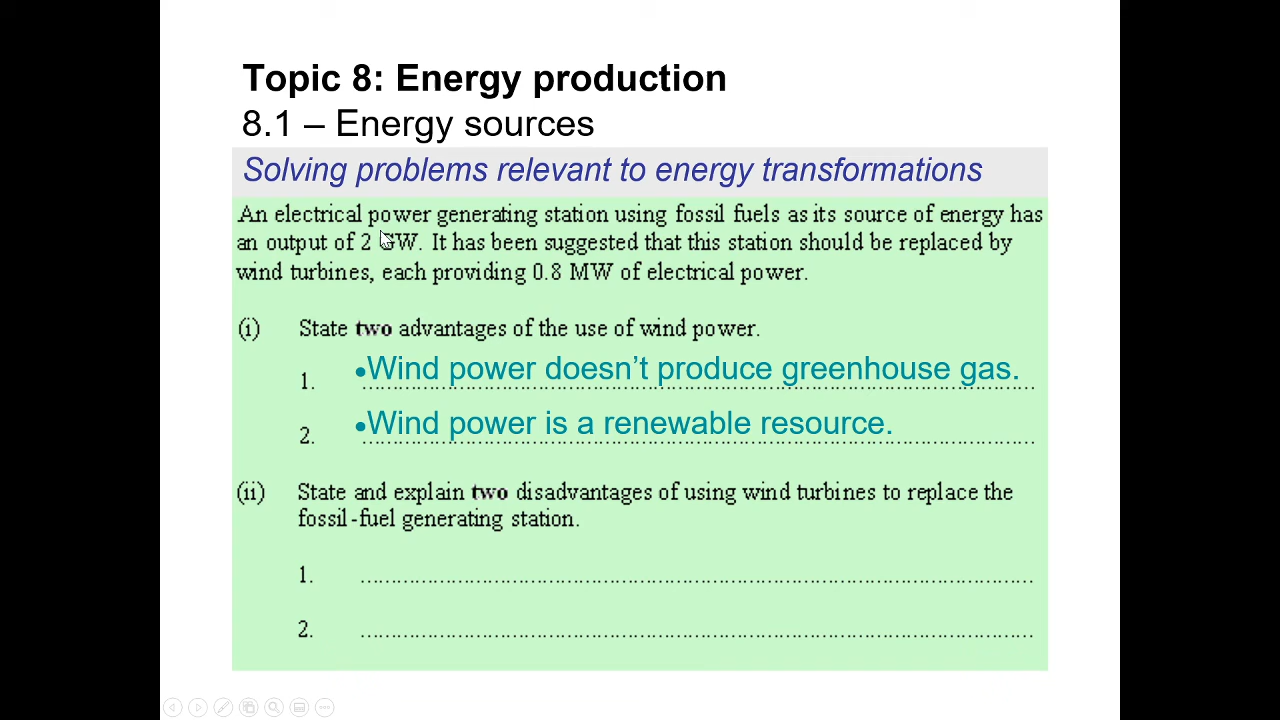 Topic 8: Energy production
8.1 – Energy sources
Solving problems relevant to energy transformations
An electrical power generating station using fossil fuels as its source of energy has
an output of 2 GW. It has been suggested that this station should be replaced by
wind turbines, each providing 0.8 MW of electrical power.
(i) State two advantages of the use of wind power.
1. •Wind power doesn’t produce greenhouse gas.
2. •Wind power is a renewable resource.
(ii) State and explain two disadvantages of using wind turbines to replace the
fossil-fuel generating station.
1. ........................................................................
2. ........................................................................